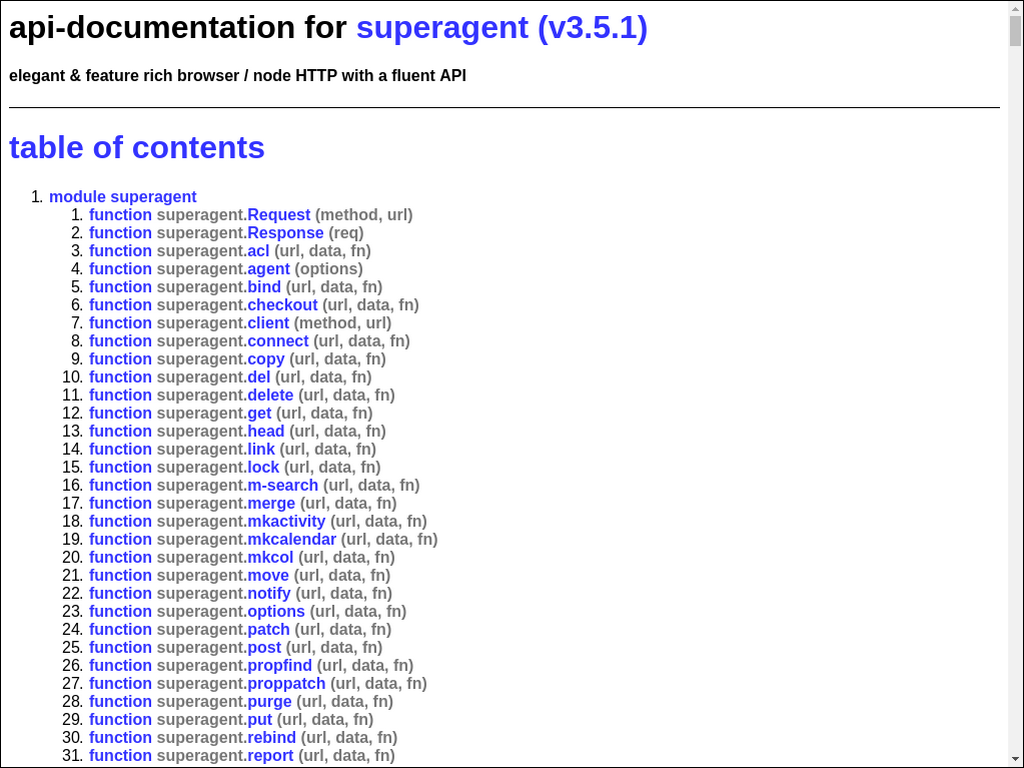 api-documentation for superagent (v3.5.1)
elegant & feature rich browser / node HTTP with a fluent API
table of contents
1. module superagent
1. function superagent.Request (method, url)
2. function superagent.Response (req)
3. function superagent.acl (url, data, fn)
4. function superagent.agent (options)
5. function superagent.bind (url, data, fn)
6. function superagent.checkout (url, data, fn)
7. function superagent.client (method, url)
8. function superagent.connect (url, data, fn)
9. function superagent.copy (url, data, fn)
10. function superagent.del (url, data, fn)
11. function superagent.delete (url, data, fn)
12. function superagent.get (url, data, fn)
13. function superagent.head (url, data, fn)
14. function superagent.link (url, data, fn)
15. function superagent.lock (url, data, fn)
16. function superagent.m-search (url, data, fn)
17. function superagent.merge (url, data, fn)
18. function superagent.mkactivity (url, data, fn)
19. function superagent.mkcalendar (url, data, fn)
20. function superagent.mkcol (url, data, fn)
21. function superagent.move (url, data, fn)
22. function superagent.notify (url, data, fn)
23. function superagent.options (url, data, fn)
24. function superagent.patch (url, data, fn)
25. function superagent.post (url, data, fn)
26. function superagent.propfind (url, data, fn)
27. function superagent.proppatch (url, data, fn)
28. function superagent.purge (url, data, fn)
29. function superagent.put (url, data, fn)
30. function superagent.rebind (url, data, fn)
31. function superagent.report (url, data, fn)